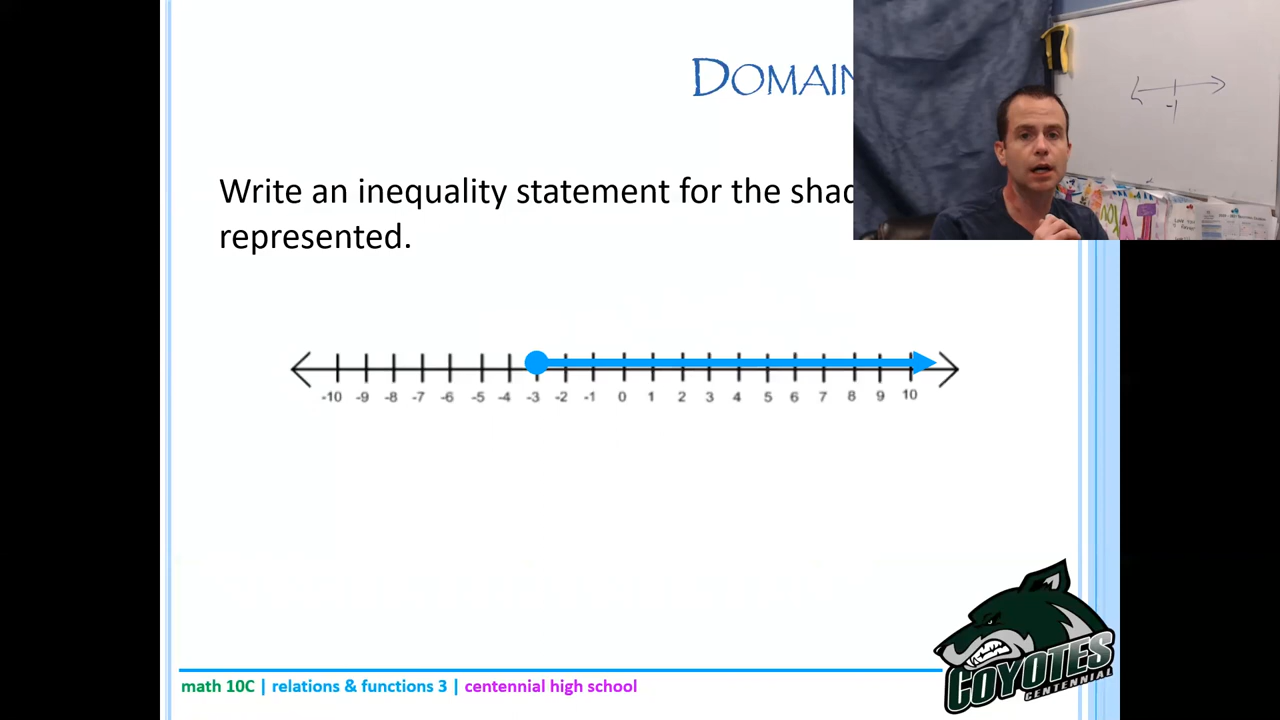 DOMAIN
Write an inequality statement for the
represented.
-1
-10 -9 -8 -7 -6 -5 -4 -3 -2 -1 0 1 2 3 4 5 6 7 8 9 10
COYOTES
CENTENNIAL
math 10C | relations & functions 3 | centennial high school